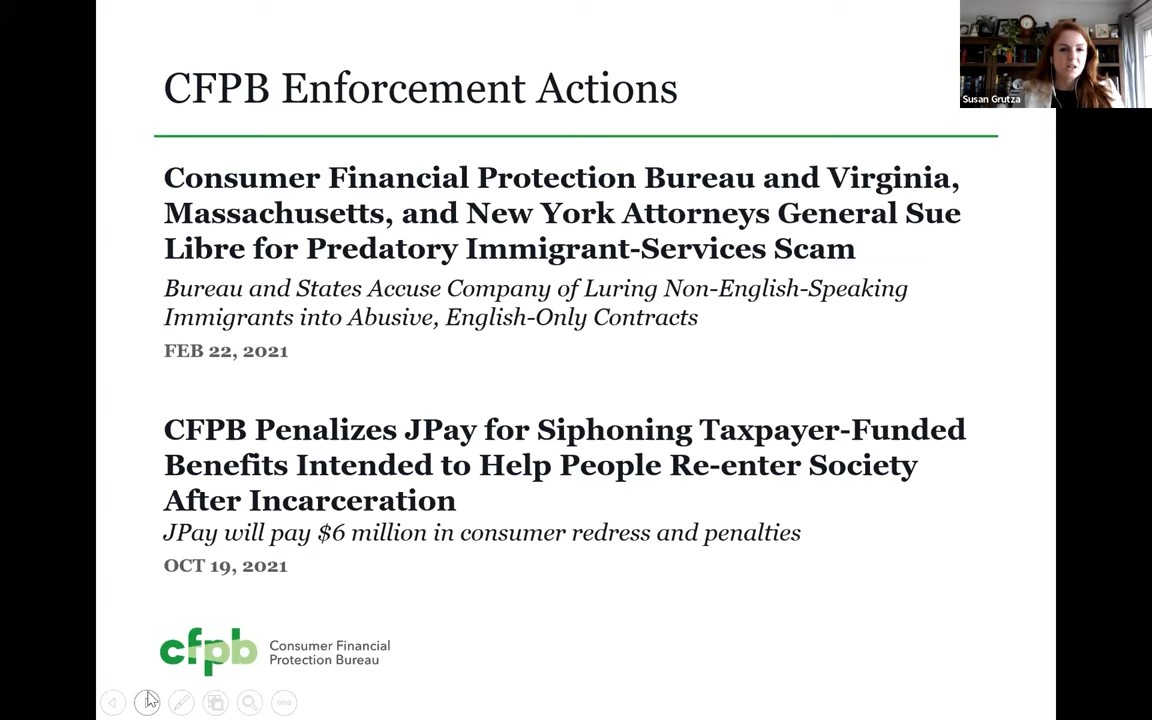 CFPB Enforcement Actions
Susan Grutza
Consumer Financial Protection Bureau and Virginia,
Massachusetts, and New York Attorneys General Sue
Libre for Predatory Immigrant-Services Scam
Bureau and States Accuse Company of Luring Non-English-Speaking
Immigrants into Abusive, English-Only Contracts
FEB 22, 2021
CFPB Penalizes JPay for Siphoning Taxpayer-Funded
Benefits Intended to Help People Re-enter Society
After Incarceration
JPay will pay $6 million in consumer redress and penalties
OCT 19, 2021
cfpb
Consumer Financial
Protection Bureau